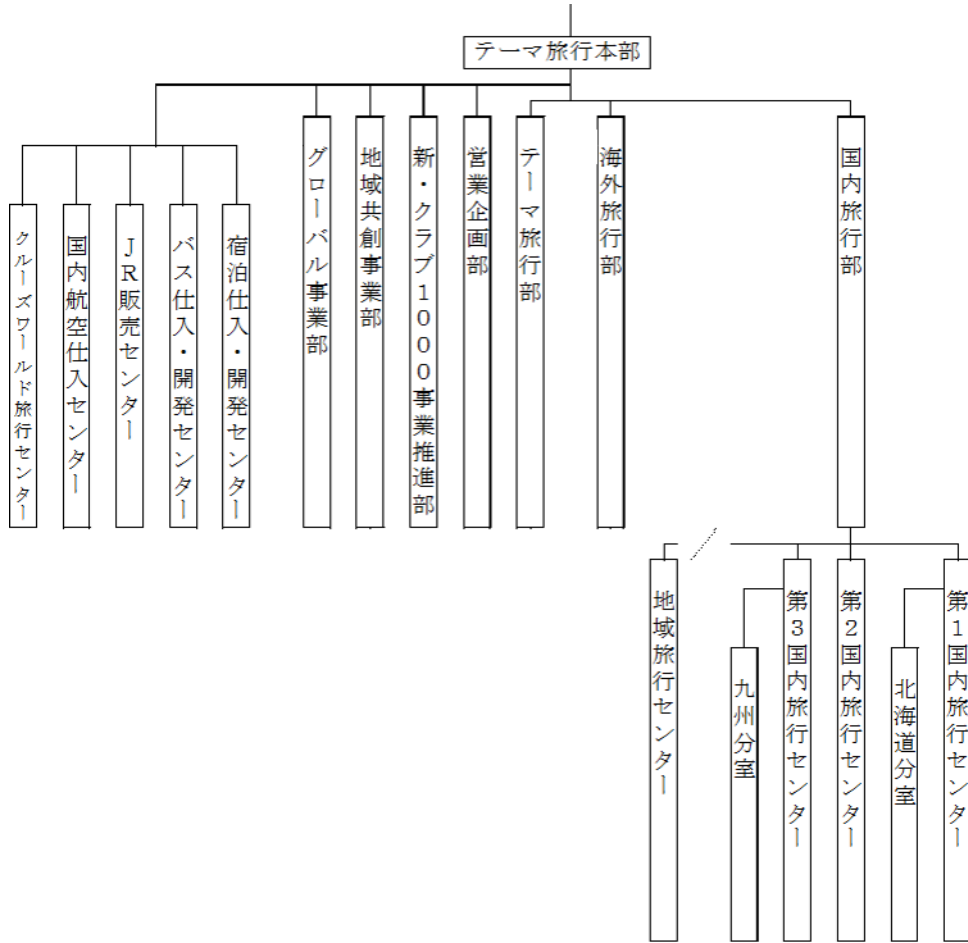 テーマ旅行本部
国内旅行部
海外旅行部
テーマ旅行部
営業企画部
新・クラブ1000事業推進部
地域共創事業部
グローバル事業部
宿泊仕入・開発センター
バス仕入・開発センター
JR販売センター
国内航空仕入センター
クルーズワールド旅行センター
第1国内旅行センター
北海道分室
第2国内旅行センター
第3国内旅行センター
九州分室
地域旅行センター